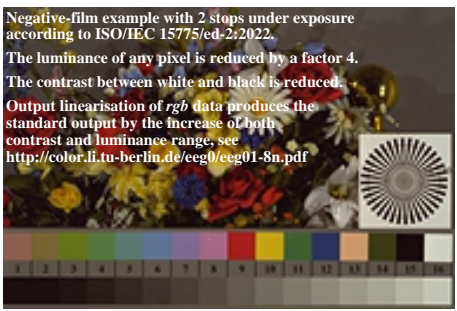 Negative-film example with 2 stops under exposure
according to ISO/IEC 15775/ed-2:2022.
The luminance of any pixel is reduced by a factor 4.
The contrast between white and black is reduced.
Output linearisation of rgb data produces the
standard output by the increase of both
contrast and luminance range, see
http://color.li.tu-berlin.de/eeg0/eeg01-8n.pdf
1 2 3 4 5 6 7 8 9 10 11 12 13 14 15 16